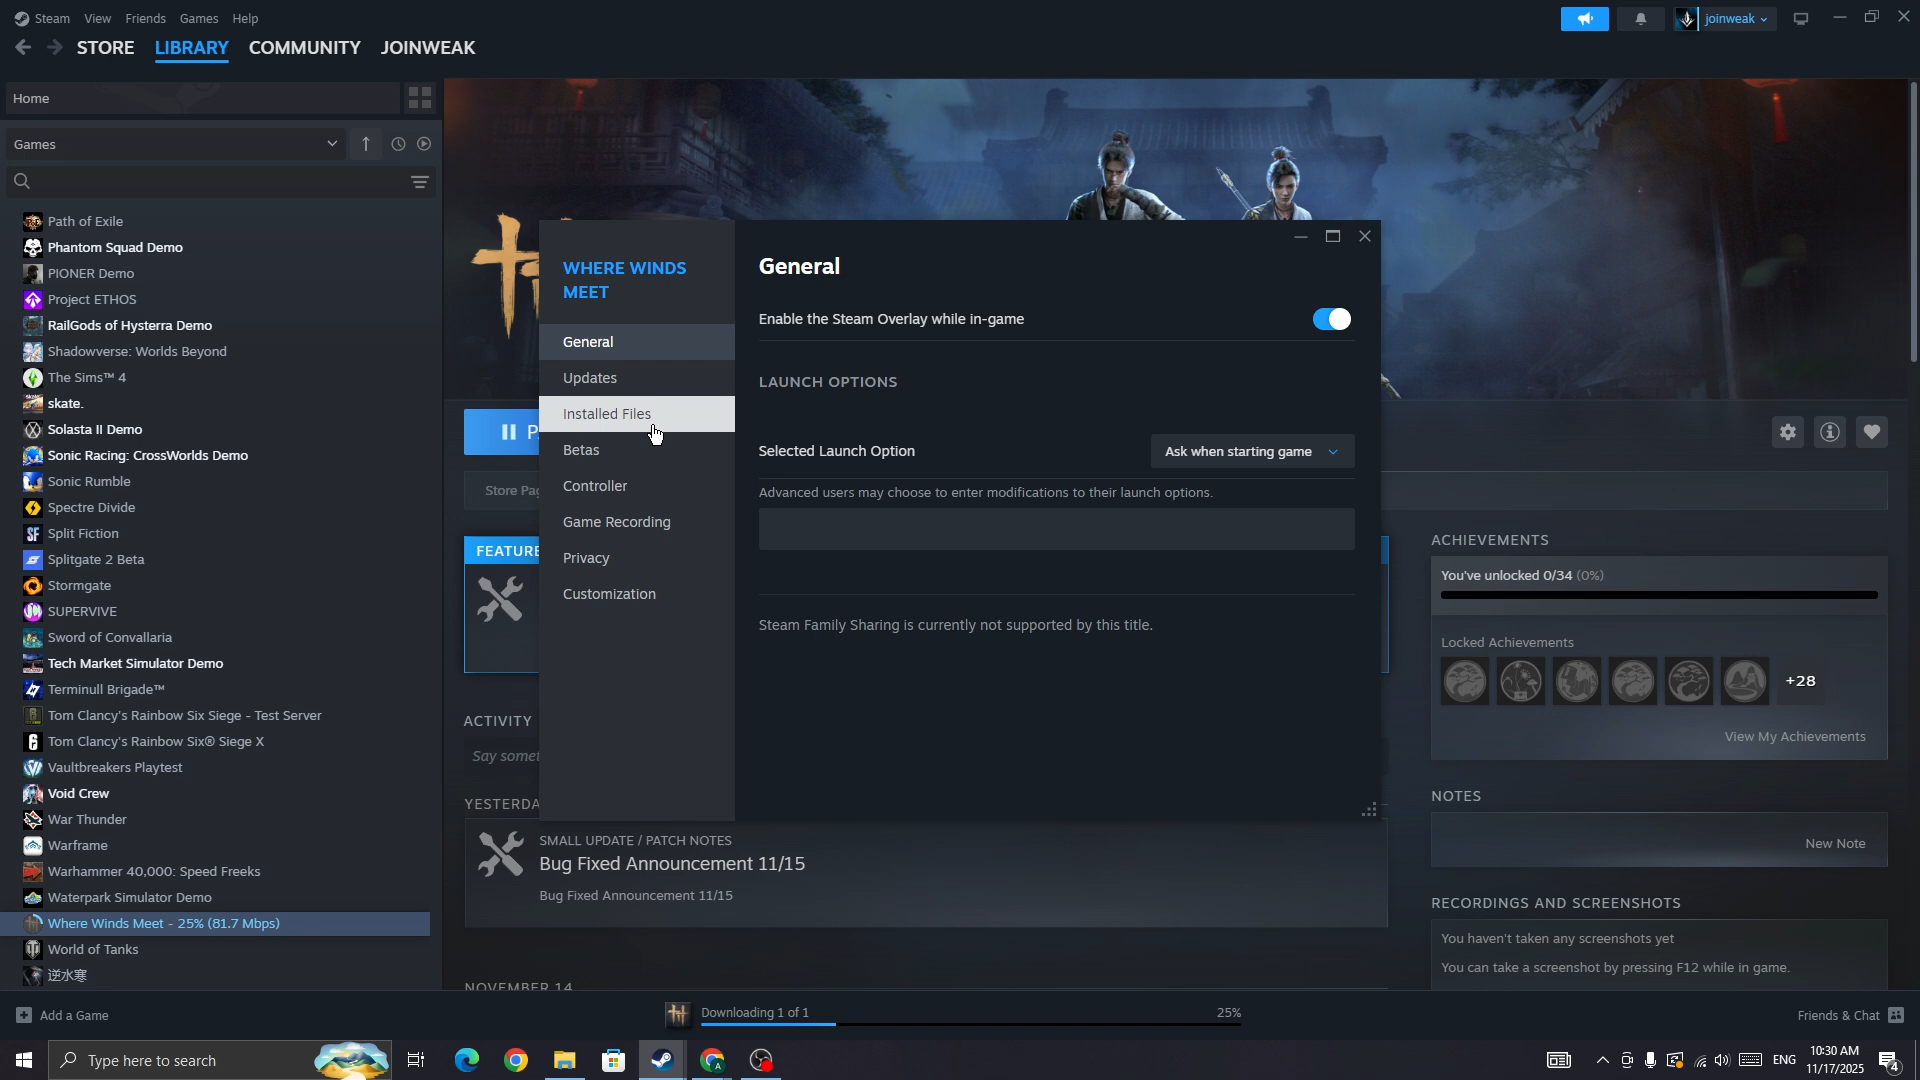 Steam View Friends Games Help
joinweak
STORE LIBRARY COMMUNITY JOINWEAK
Home
Games
Path of Exile
Phantom Squad Demo
PIONER Demo
Project ETHOS
RailGods of Hysterra Demo
Shadowverse: Worlds Beyond
The Sims™ 4
skate.
Solasta II Demo
Sonic Racing: CrossWorlds Demo
Sonic Rumble
Spectre Divide
Split Fiction
Splitgate 2 Beta
Stormgate
SUPERVIVE
Sword of Convallaria
Tech Market Simulator Demo
Terminull Brigade™
Tom Clancy's Rainbow Six Siege - Test Server
Tom Clancy's Rainbow Six® Siege X
Vaultbreakers Playtest
Void Crew
War Thunder
Warframe
Warhammer 40,000: Speed Freeks
Waterpark Simulator Demo
Where Winds Meet - 25% (81.7 Mbps)
World of Tanks
逆水寒
WHERE WINDS
MEET
General
Updates
Installed Files
Betas
Controller
Game Recording
Privacy
Customization
General
Enable the Steam Overlay while in-game
LAUNCH OPTIONS
Selected Launch Option
Ask when starting game
Advanced users may choose to enter modifications to their launch options.
Steam Family Sharing is currently not supported by this title.
Store
ACTIVITY
Say
SMALL UPDATE / PATCH NOTES
Bug Fixed Announcement 11/15
Bug Fixed Announcement 11/15
NOVEMBER 14
ACHIEVEMENTS
You've unlocked 0/34 (0%)
Locked Achievements
+28
View My Achievements
NOTES
New Note
RECORDINGS AND SCREENSHOTS
You haven't taken any screenshots yet
You can take a screenshot by pressing F12 while in game.
Add a Game
Downloading 1 of 1
25%
Friends & Chat
Type here to search
ENG
10:30 AM
11/17/2025
4